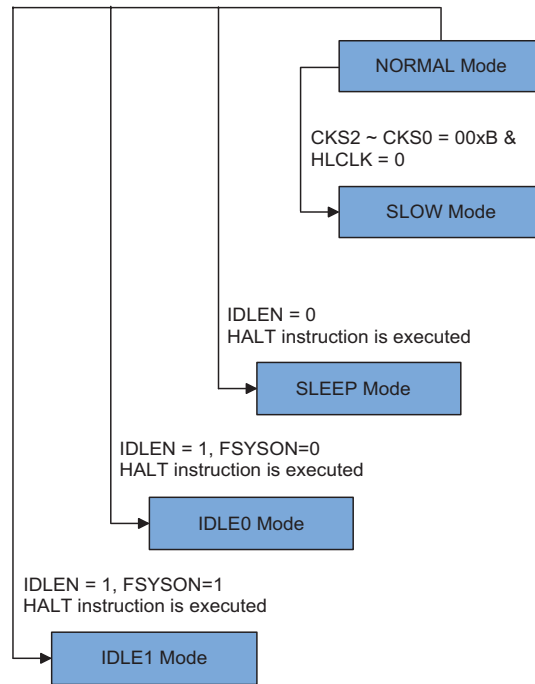 NORMAL Mode
CKS2 ~ CKS0 = 00xB &
HLCLK = 0
SLOW Mode
IDLEN = 0
HALT instruction is executed
SLEEP Mode
IDLEN = 1, FSYSON=0
HALT instruction is executed
IDLE0 Mode
IDLEN = 1, FSYSON=1
HALT instruction is executed
IDLE1 Mode